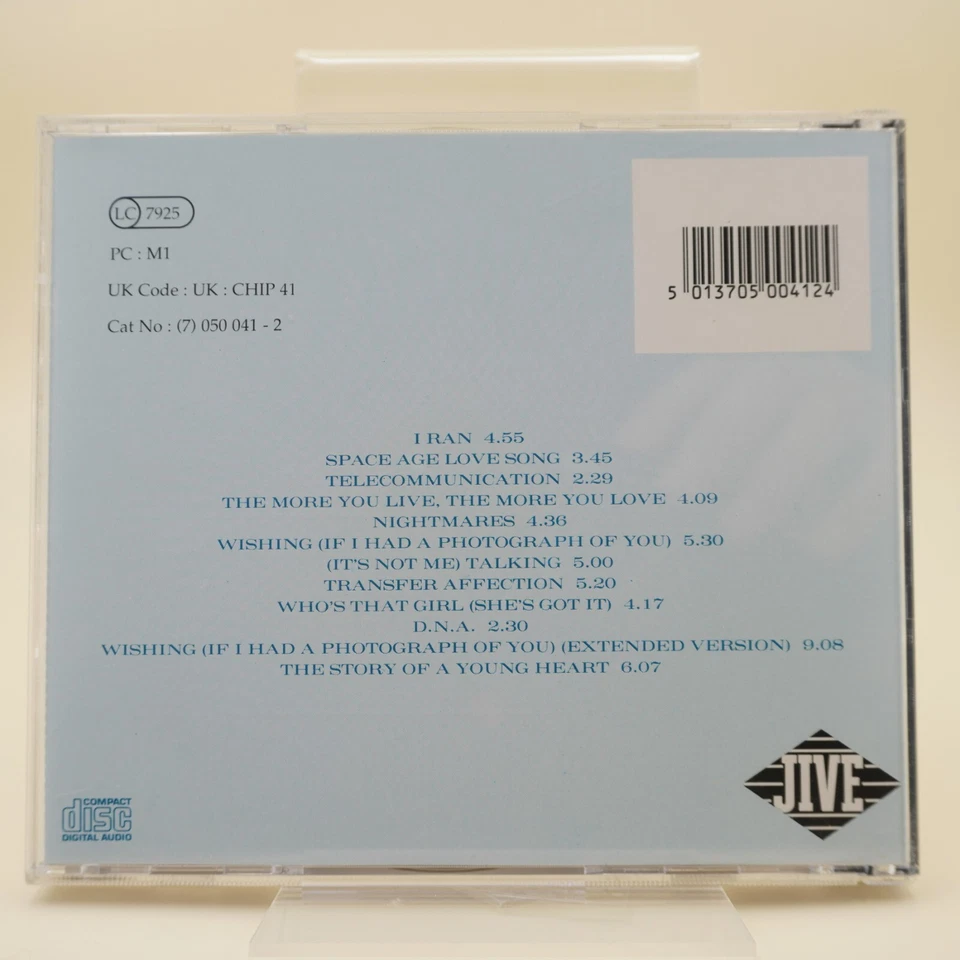 LC 7925
PC : M1
UK Code : UK : CHIP 41
Cat No : (7) 050 041 - 2
5 013705 004124
I RAN 4.55
SPACE AGE LOVE SONG 3.45
TELECOMMUNICATION 2.29
THE MORE YOU LIVE, THE MORE YOU LOVE 4.09
NIGHTMARES 4.36
WISHING (IF I HAD A PHOTOGRAPH OF YOU) 5.30
(IT'S NOT ME) TALKING 5.00
TRANSFER AFFECTION 5.20
WHO'S THAT GIRL (SHE'S GOT IT) 4.17
D.N.A. 2.30
WISHING (IF I HAD A PHOTOGRAPH OF YOU) (EXTENDED VERSION) 9.08
THE STORY OF A YOUNG HEART 6.07
JIVE
COMPACT
disc
DIGITAL AUDIO